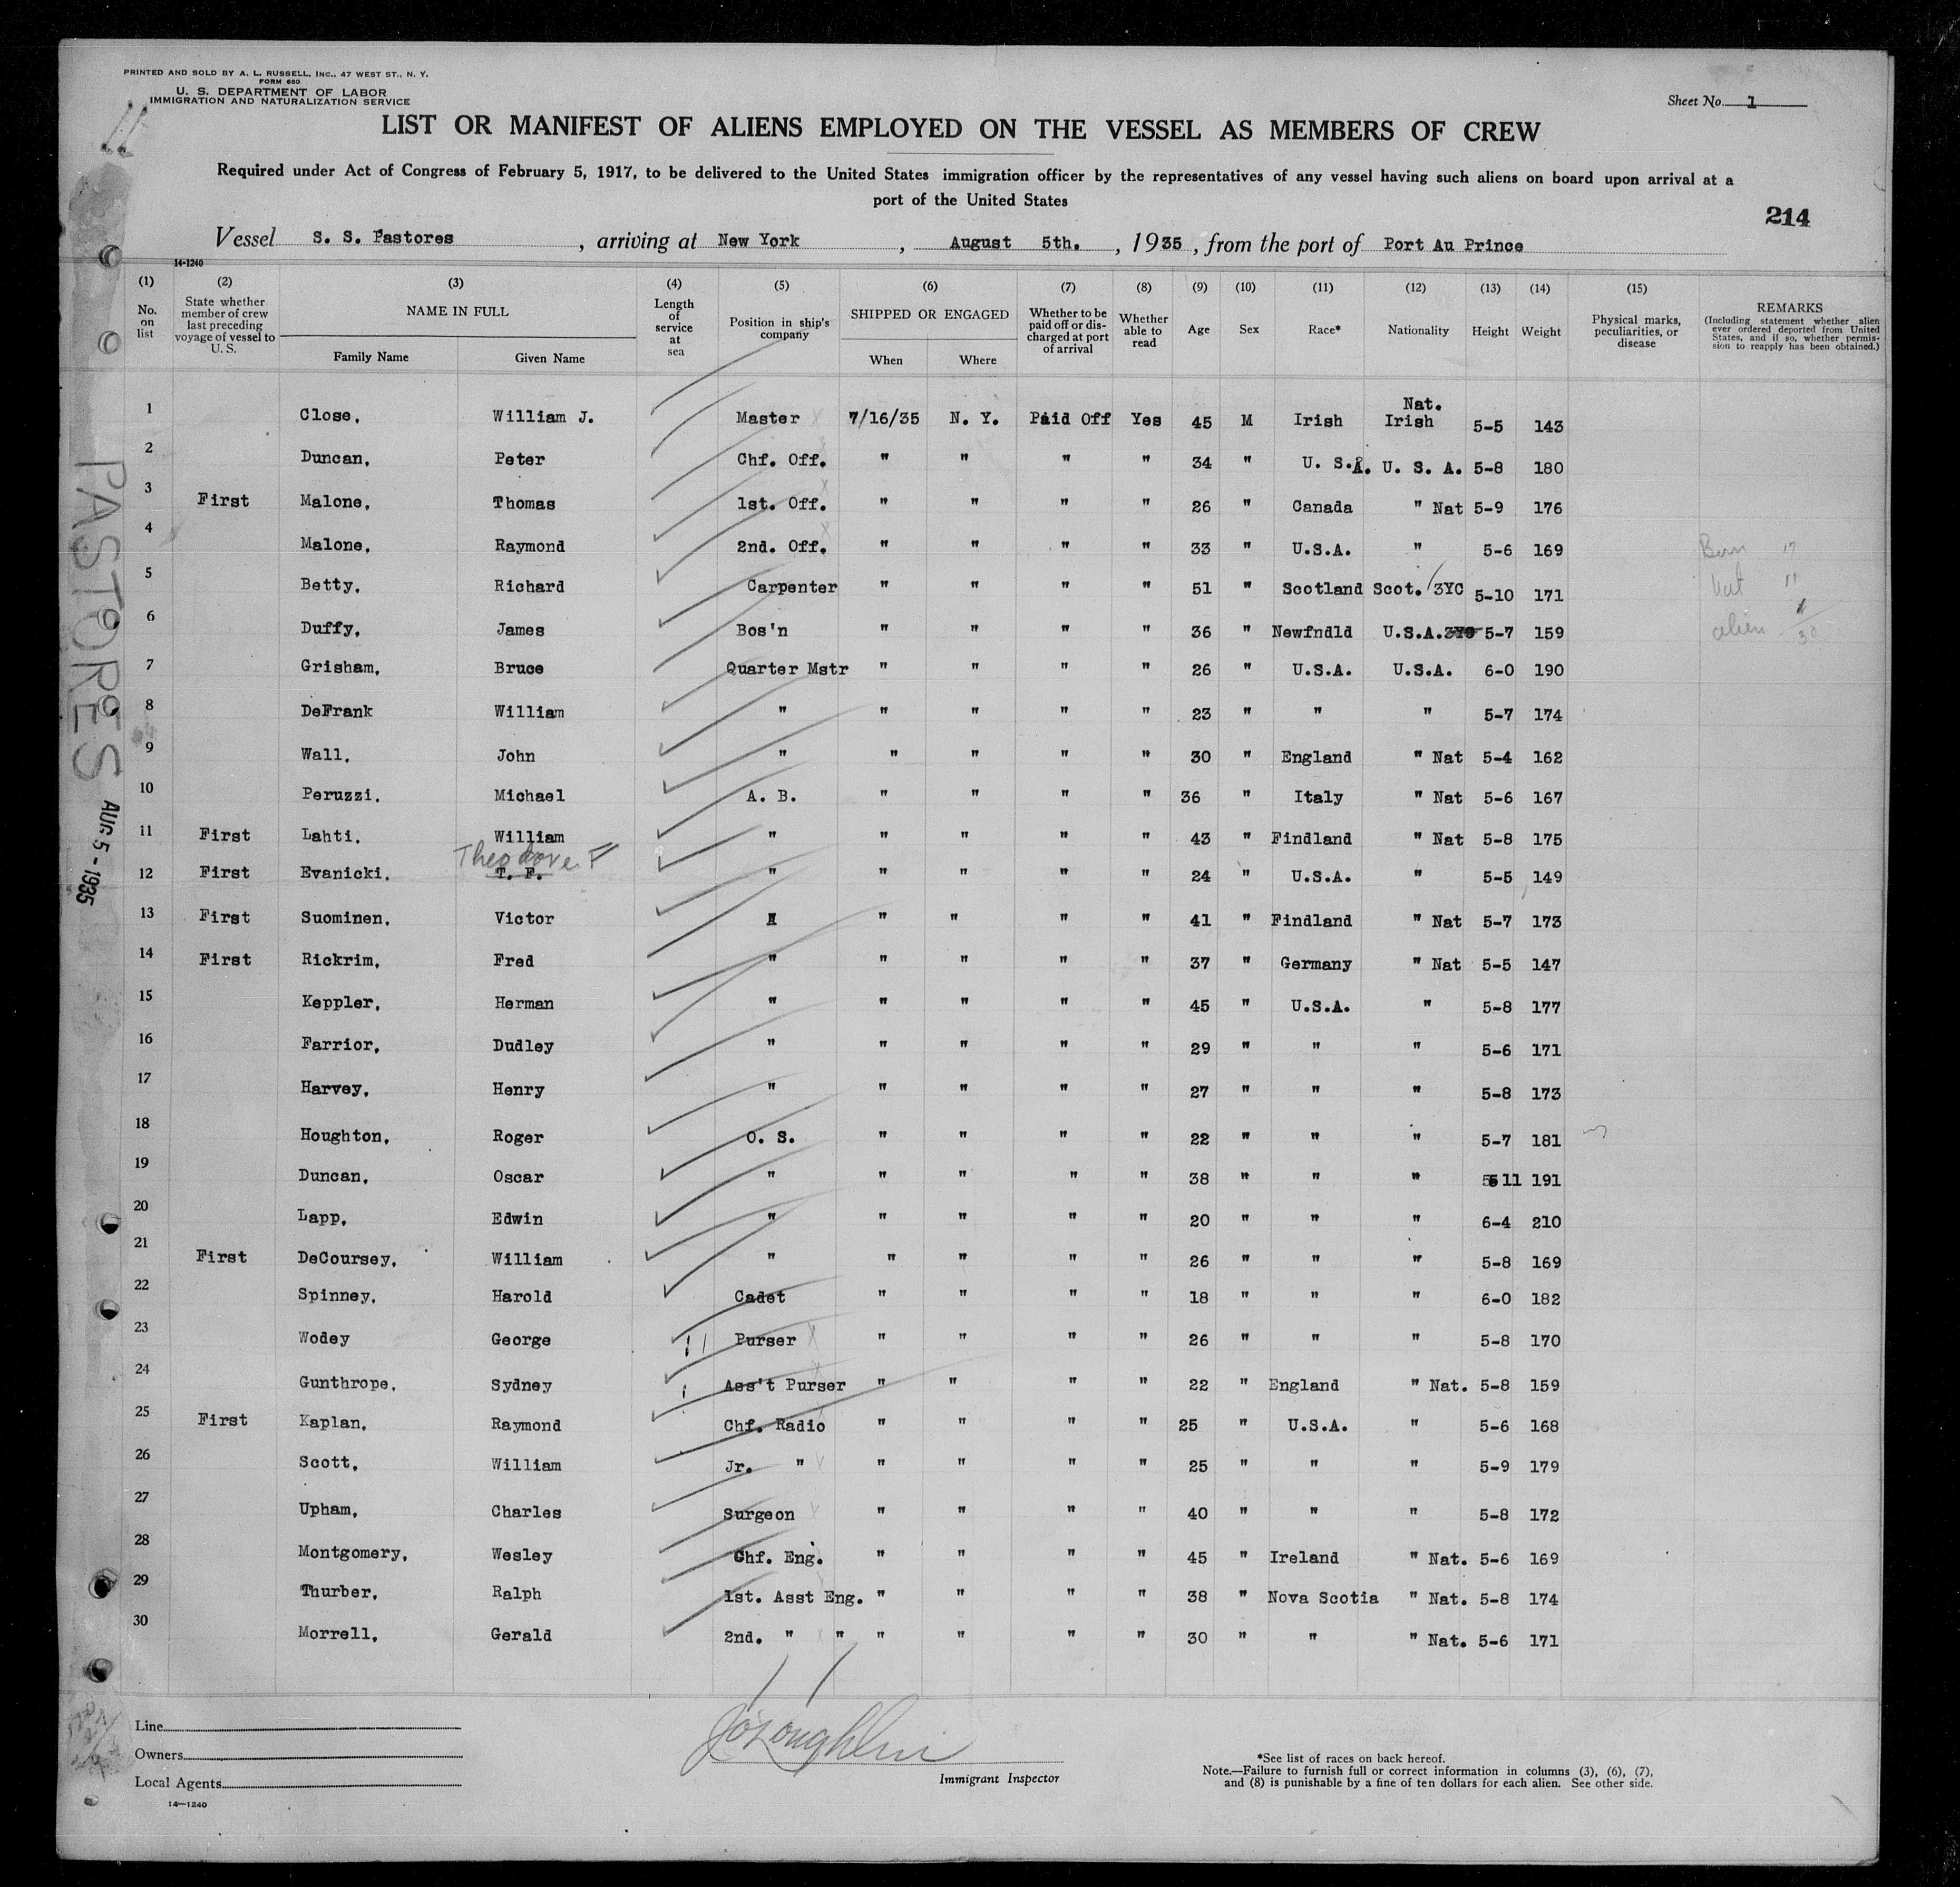 PRINTED AND SOLD BY A. L. RUSSELL, INC., 47 WEST ST., N. Y.
FORM 680
U. S. DEPARTMENT OF LABOR
IMMIGRATION AND NATURALIZATION SERVICE
Sheet No. 1
LIST OR MANIFEST OF ALIENS EMPLOYED ON THE VESSEL AS MEMBERS OF CREW
Required under Act of Congress of February 5, 1917, to be delivered to the United States immigration officer by the representatives of any vessel having such aliens on board upon arrival at a
port of the United States
214
Vessel S. S. Pastores, arriving at New York, August 5th., 1935, from the port of Port Au Prince
14-1240
(1) (2) (3) (4) (5) (6) (7) (8) (9) (10) (11) (12) (13) (14) (15)
No. on list
State whether member of crew last preceding voyage of vessel to U. S.
NAME IN FULL
Family Name Given Name
Length of service at sea
Position in ship's company
SHIPPED OR ENGAGED
When Where
Whether to be paid off or discharged at port of arrival
Whether able to read
Age Sex Race* Nationality Height Weight
Physical marks, peculiarities, or disease
REMARKS
(Including statement whether alien ever ordered deported from United States, and if so, whether permission to reapply has been obtained.)
1 Close, William J. Master 7/16/35 N. Y. Paid Off Yes 45 M Irish Nat. Irish 5-5 143
2 Duncan, Peter Chf. Off. " " " " 34 " U. S.A. U. S. A. 5-8 180
3 First Malone, Thomas 1st. Off. " " " " 26 " Canada " Nat 5-9 176
4 Malone, Raymond 2nd. Off. " " " " 33 " U.S.A. " 5-6 169
5 Betty, Richard Carpenter " " " " 51 " Scotland Scot. 3YC 5-10 171
6 Duffy, James Bos'n " " " " 36 " Newfndld U.S.A. 5-7 159
7 Grisham, Bruce Quarter Mstr " " " " 26 " U.S.A. U.S.A. 6-0 190
8 DeFrank William " " " " " 23 " " " 5-7 174
9 Wall, John " " " " " 30 " England " Nat 5-4 162
10 Peruzzi, Michael A. B. " " " " 36 " Italy " Nat 5-6 167
11 First Lahti, William " " " " " 43 " Findland " Nat 5-8 175
Theodore F
12 First Evanicki, T. F. " " " " " 24 " U.S.A. " 5-5 149
13 First Suominen, Victor " " " " " 41 " Findland " Nat 5-7 173
14 First Rickrim, Fred " " " " " 37 " Germany " Nat 5-5 147
15 Keppler, Herman " " " " " 45 " U.S.A. " 5-8 177
16 Farrior, Dudley " " " " " 29 " " " 5-6 171
17 Harvey, Henry " " " " " 27 " " " 5-8 173
18 Houghton, Roger O. S. " " " " 22 " " " 5-7 181
19 Duncan, Oscar " " " " " 38 " " " 5 11 191
20 Lapp, Edwin " " " " " 20 " " " 6-4 210
21 First DeCoursey, William " " " " " 26 " " " 5-8 169
22 Spinney, Harold Cadet " " " " 18 " " " 6-0 182
23 Wodey George Purser " " " " 26 " " " 5-8 170
24 Gunthrope, Sydney Ass't Purser " " " " 22 " England " Nat. 5-8 159
25 First Kaplan, Raymond Chf. Radio " " " " 25 " U.S.A. " 5-6 168
26 Scott, William Jr. " " " " " 25 " " " 5-9 179
27 Upham, Charles Surgeon " " " " 40 " " " 5-8 172
28 Montgomery, Wesley Chf. Eng. " " " " 45 " Ireland " Nat. 5-6 169
29 Thurber, Ralph 1st. Asst Eng. " " " " 38 " Nova Scotia " Nat. 5-8 174
30 Morrell, Gerald 2nd. " " " " " " 30 " " " Nat. 5-6 171
Born 17
Nat 11
alien
30
PASTORES
AUG 5 - 1935
Line
Owners
Local Agents
14—1240
Immigrant Inspector
*See list of races on back hereof.
Note.—Failure to furnish full or correct information in columns (3), (6), (7),
and (8) is punishable by a fine of ten dollars for each alien. See other side.